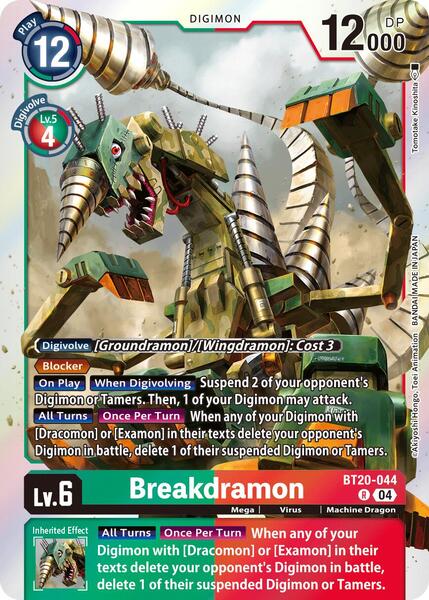 Play
12
DIGIMON
12000
DP
Digivolve
Lv.5
4
Tomotake Kinoshita
©Akiyoshi Hongo, Toei Animation BANDAI MADE IN JAPAN
Digivolve [Groundramon]/[Wingdramon]: Cost 3
Blocker
On Play When Digivolving Suspend 2 of your opponent's
Digimon or Tamers. Then, 1 of your Digimon may attack.
All Turns Once Per Turn When any of your Digimon with
[Dracomon] or [Examon] in their texts delete your opponent's
Digimon in battle, delete 1 of their suspended Digimon or Tamers.
Lv.6
Breakdramon
BT20-044
R 04
Mega Virus Machine Dragon
Inherited Effect
All Turns Once Per Turn When any of your
Digimon with [Dracomon] or [Examon] in their
texts delete your opponent's Digimon in battle,
delete 1 of their suspended Digimon or Tamers.